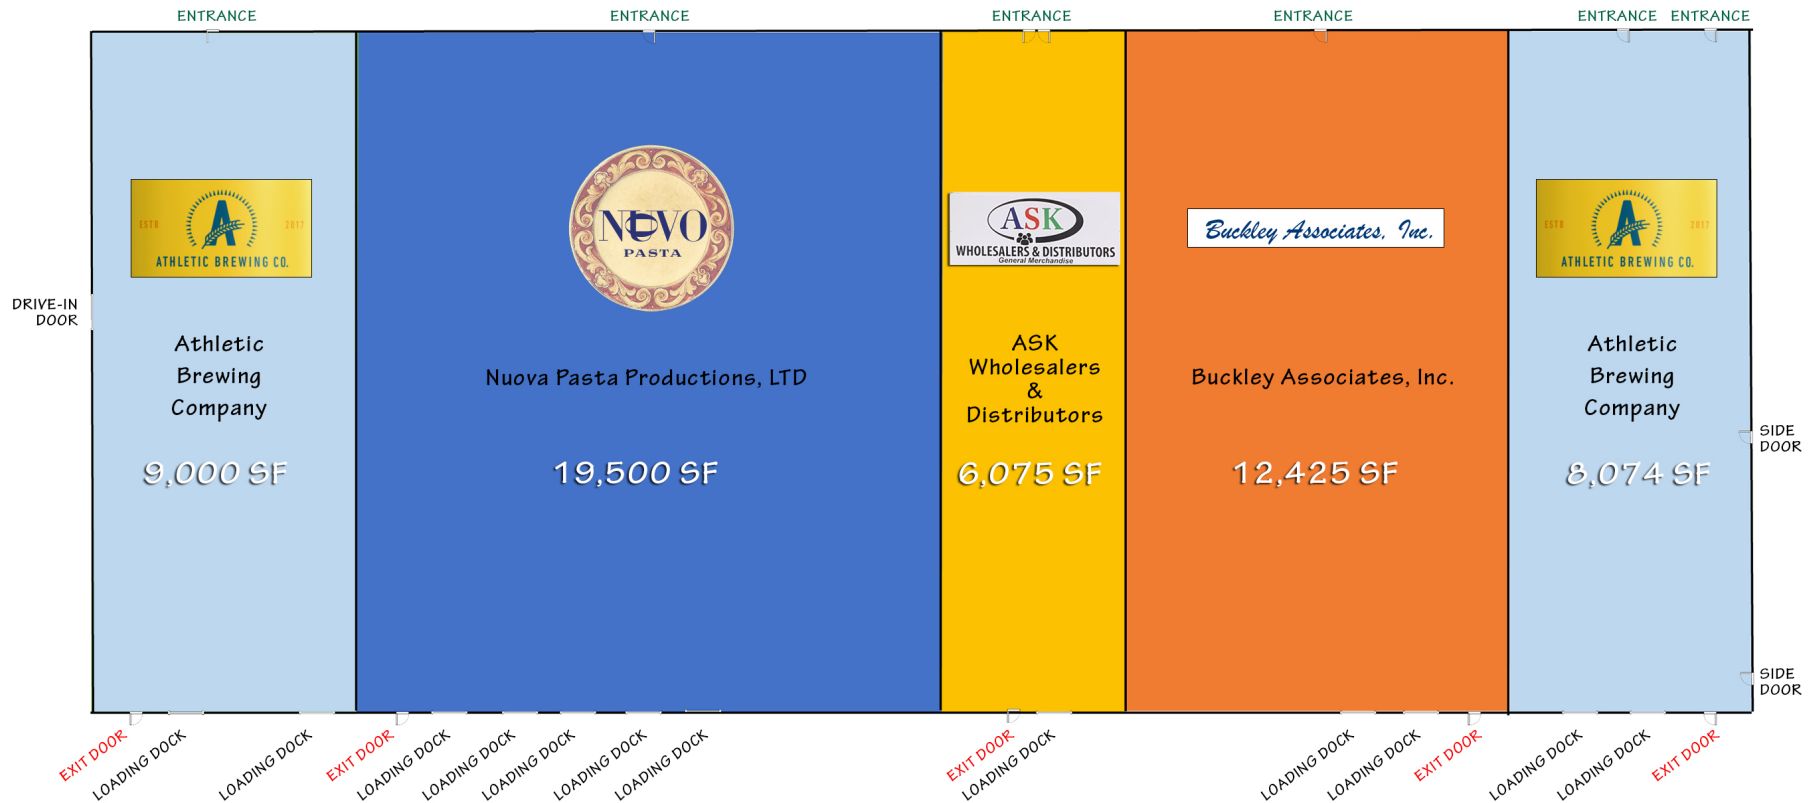 ENTRANCE
ENTRANCE
ENTRANCE
ENTRANCE
ENTRANCE
ENTRANCE
DRIVE-IN
DOOR
ESTD
2017
A
ATHLETIC BREWING CO.
Athletic
Brewing
Company
9,000 SF
NUOVO
PASTA
Nuova Pasta Productions, LTD
19,500 SF
ASK
WHOLESALERS & DISTRIBUTORS
General Merchandise
ASK
Wholesalers
&
Distributors
6,075 SF
Buckley Associates, Inc.
Buckley Associates, Inc.
12,425 SF
ESTD
2017
A
ATHLETIC BREWING CO.
Athletic
Brewing
Company
8,074 SF
SIDE
DOOR
SIDE
DOOR
EXIT DOOR
LOADING DOCK
LOADING DOCK
EXIT DOOR
LOADING DOCK
LOADING DOCK
LOADING DOCK
LOADING DOCK
LOADING DOCK
EXIT DOOR
LOADING DOCK
LOADING DOCK
LOADING DOCK
EXIT DOOR
LOADING DOCK
LOADING DOCK
EXIT DOOR